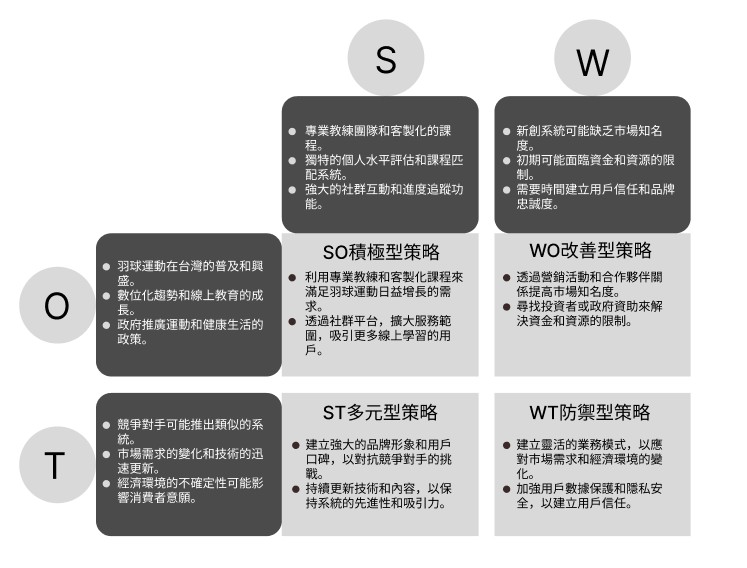 S
W
● 專業教練團隊和客製化的課
程。
● 獨特的個人水平評估和課程匹
配系統。
● 強大的社群互動和進度追蹤功
能。
● 新創系統可能缺乏市場知名
度。
● 初期可能面臨資金和資源的限
制。
● 需要時間建立用戶信任和品牌
忠誠度。
O
● 羽球運動在台灣的普及和興
盛。
● 數位化趨勢和線上教育的成
長。
● 政府推廣運動和健康生活的
政策。
SO積極型策略
● 利用專業教練和客製化課程來
滿足羽球運動日益增長的需
求。
● 透過社群平台，擴大服務範
圍，吸引更多線上學習的用
戶。
WO改善型策略
● 透過營銷活動和合作夥伴關
係提高市場知名度。
● 尋找投資者或政府資助來解
決資金和資源的限制。
T
● 競爭對手可能推出類似的系
統。
● 市場需求的變化和技術的迅
速更新。
● 經濟環境的不確定性可能影
響消費者意願。
ST多元型策略
● 建立強大的品牌形象和用戶
口碑，以對抗競爭對手的挑
戰。
● 持續更新技術和內容，以保
持系統的先進性和吸引力。
WT防禦型策略
● 建立靈活的業務模式，以應
對市場需求和經濟環境的變
化。
● 加強用戶數據保護和隱私安
全，以建立用戶信任。